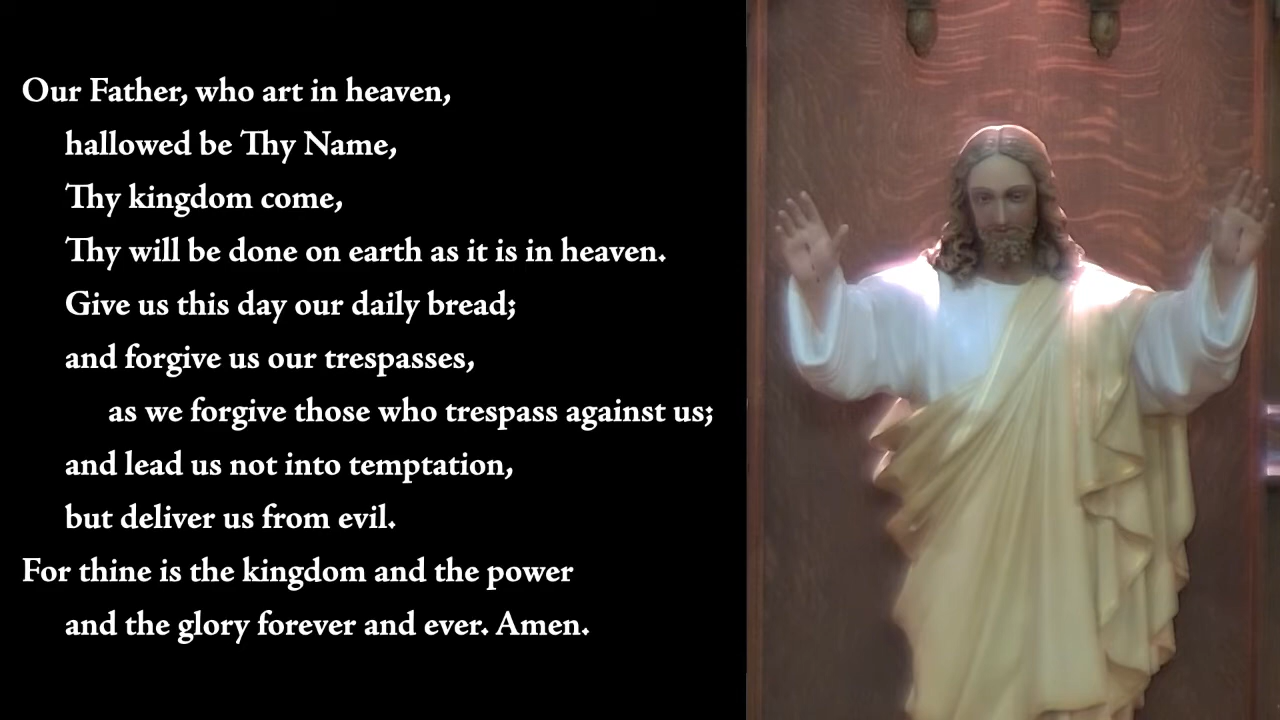 Our Father, who art in heaven,
hallowed be Thy Name,
Thy kingdom come,
Thy will be done on earth as it is in heaven.
Give us this day our daily bread;
and forgive us our trespasses,
as we forgive those who trespass against us;
and lead us not into temptation,
but deliver us from evil.
For thine is the kingdom and the power
and the glory forever and ever. Amen.